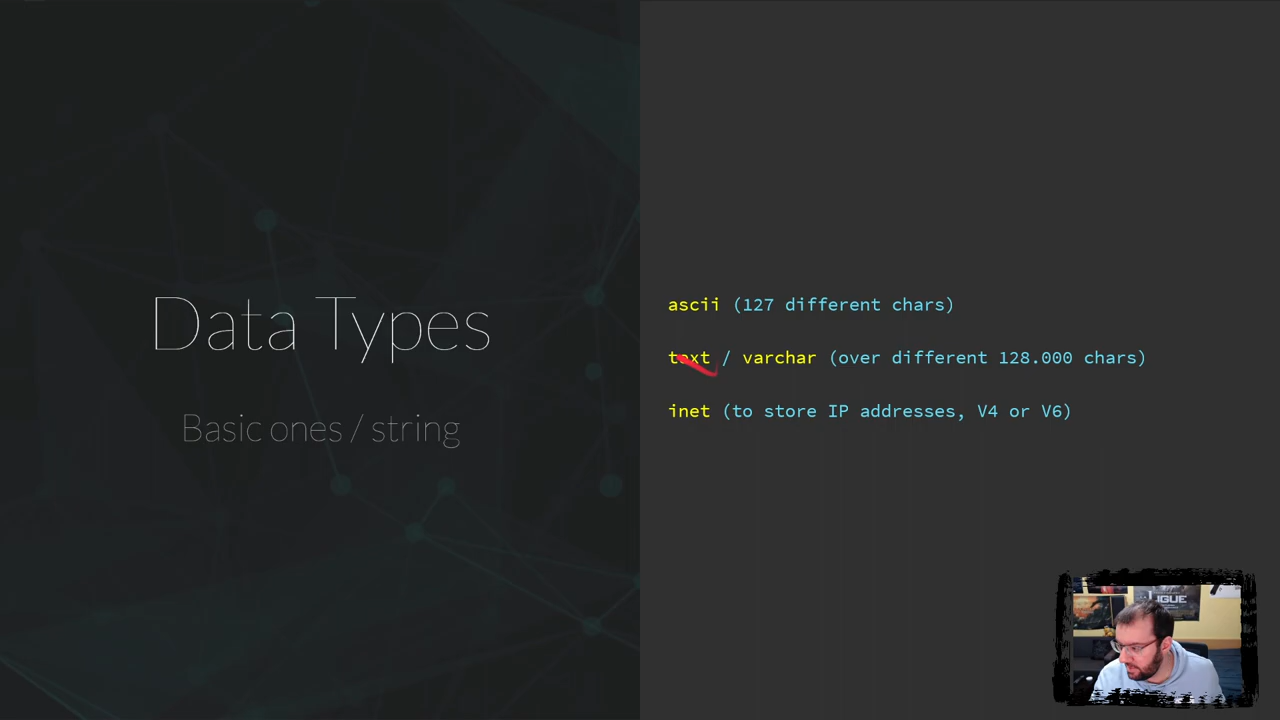 Data Types
Basic ones / string
ascii (127 different chars)
text / varchar (over different 128.000 chars)
inet (to store IP addresses, V4 or V6)